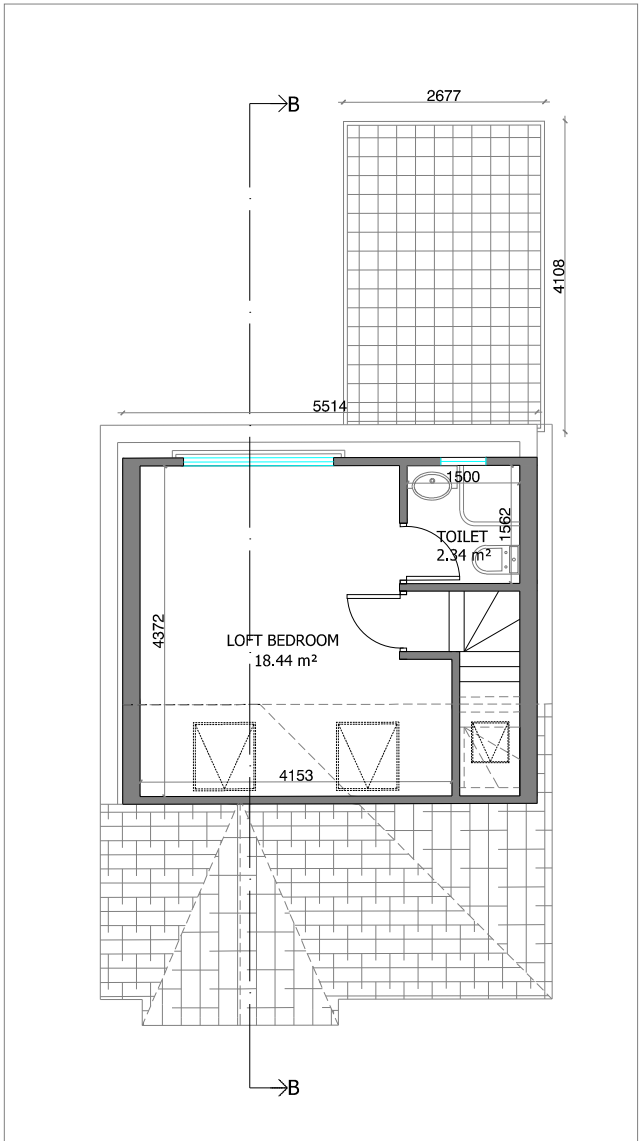 B
2677
4108
5514
1500
1562
TOILET
2.34 m²
4372
LOFT BEDROOM
18.44 m²
4153
B